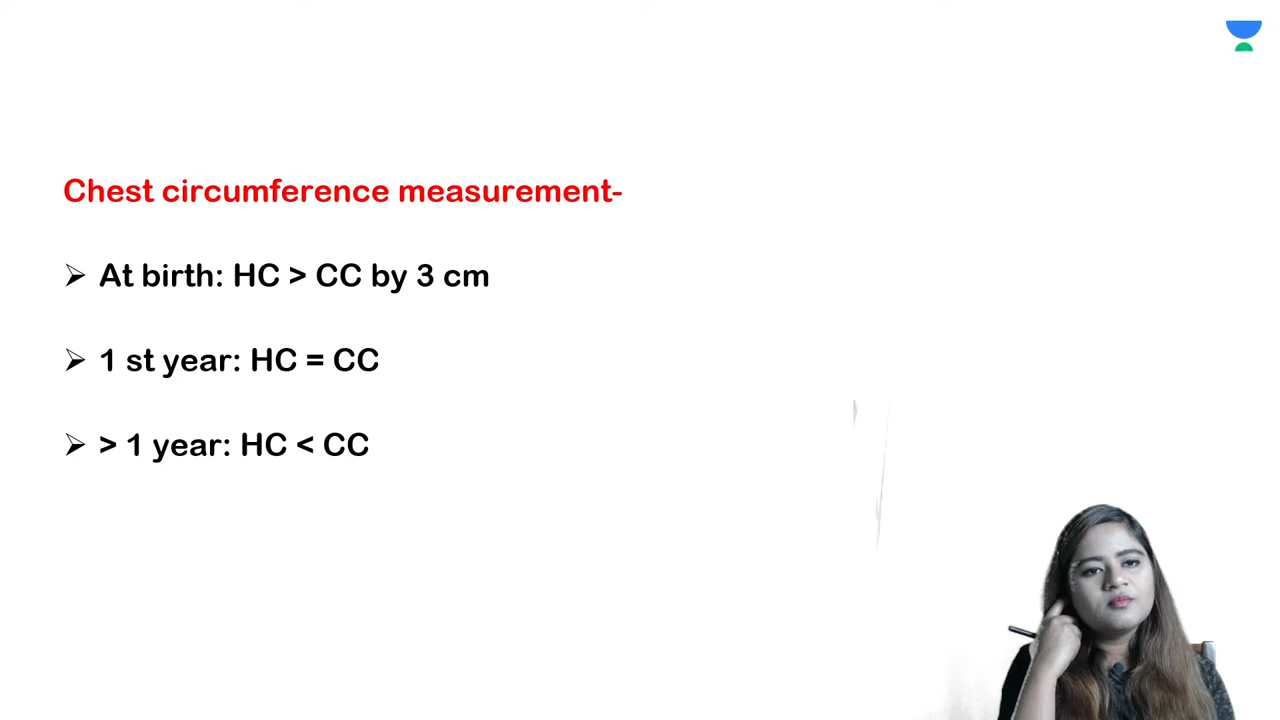 Chest circumference measurement-
➢ At birth: HC > CC by 3 cm
➢ 1 st year: HC = CC
➢ > 1 year: HC < CC